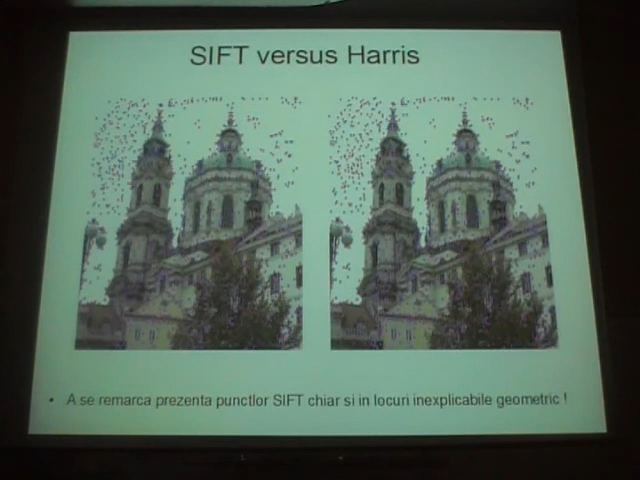 SIFT versus Harris
• A se remarca prezenta punctlor SIFT chiar si in locuri inexplicabile geometric !